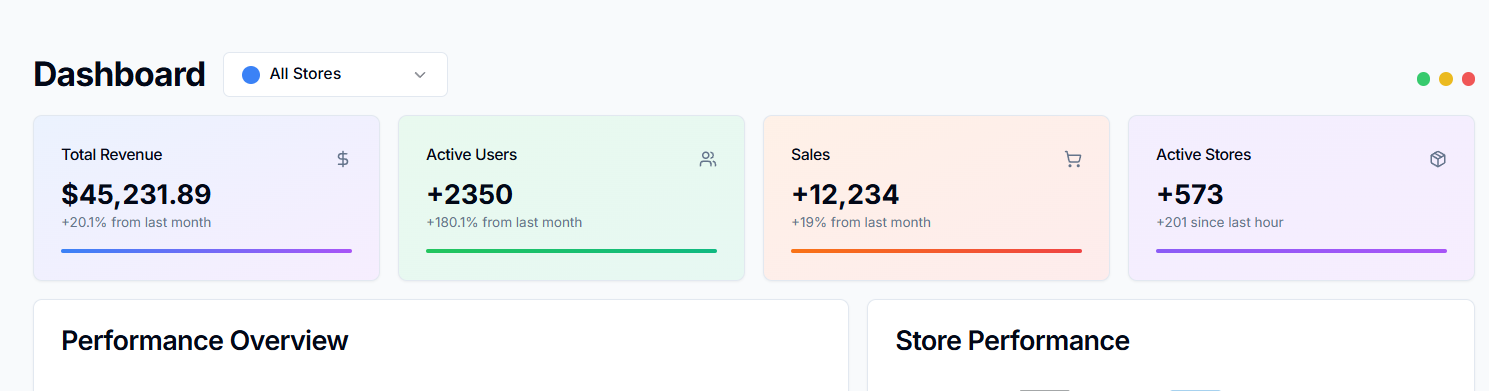 Dashboard
All Stores
Total Revenue
$45,231.89
+20.1% from last month
Active Users
+2350
+180.1% from last month
Sales
+12,234
+19% from last month
Active Stores
+573
+201 since last hour
Performance Overview
Store Performance